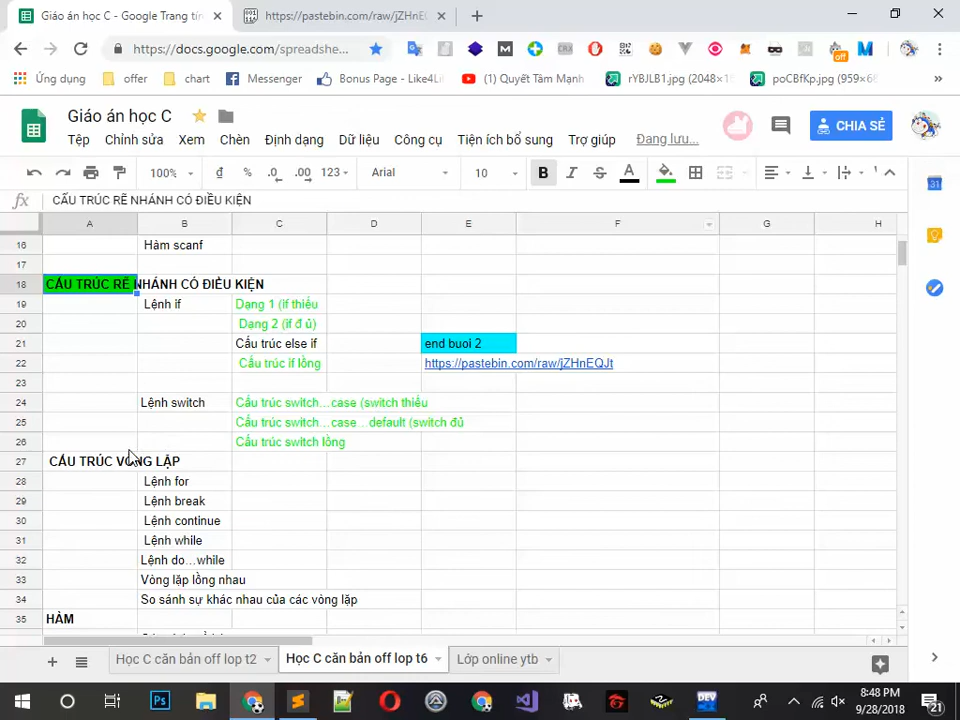 Giáo án học C - Google Trang tín
https://pastebin.com/raw/jZHnE
https://docs.google.com/spreadshe...
Ứng dụng offer chart Messenger Bonus Page - Like4Li (1) Quyết Tâm Mạnh rYBJLB1.jpg (2048×1 poCBfKp.jpg (959×6
off
Giáo án học C
CHIA SẺ
Tệp Chỉnh sửa Xem Chèn Định dạng Dữ liệu Công cụ Tiện ích bổ sung Trợ giúp Đang lưu...
100% đ % .0 .00 123 Arial 10 B I S A
fx CẤU TRÚC RẼ NHÁNH CÓ ĐIỀU KIỆN
A B C D E F G H
16 Hàm scanf
17
18 CẤU TRÚC RẼ NHÁNH CÓ ĐIỀU KIỆN
19 Lệnh if Dạng 1 (if thiếu
20 Dạng 2 (if đ ủ)
21 Cấu trúc else if end buoi 2
22 Cấu trúc if lồng https://pastebin.com/raw/jZHnEQJt
23
24 Lệnh switch Cấu trúc switch…case (switch thiếu
25 Cấu trúc switch…case…default (switch đủ
26 Cấu trúc switch lồng
27 CẤU TRÚC VÒNG LẶP
28 Lệnh for
29 Lệnh break
30 Lệnh continue
31 Lệnh while
32 Lệnh do…while
33 Vòng lặp lồng nhau
34 So sánh sự khác nhau của các vòng lặp
35 HÀM
Học C căn bản off lop t2 Học C căn bản off lop t6 Lớp online ytb
8:48 PM
9/28/2018
21